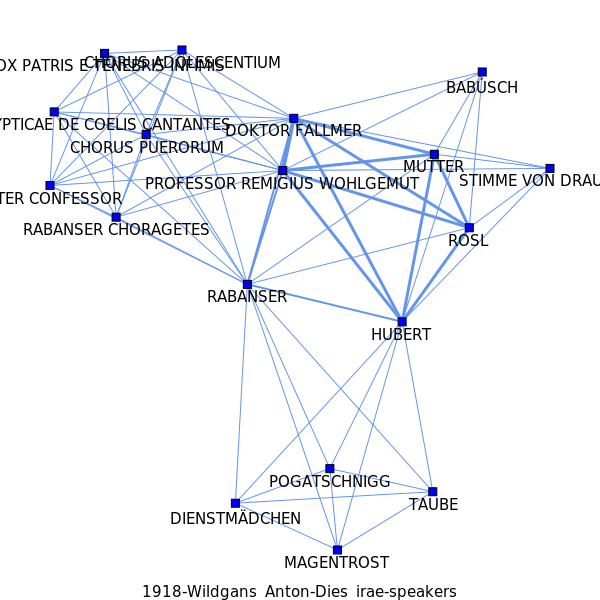 CHORUS ADOLESCENTIUM
OX PATRIS E TENEBRIS INFIMIS
BABUSCH
YPTICAE DE COELIS CANTANTES
DOKTOR FALLMER
CHORUS PUERORUM
MUTTER
PROFESSOR REMIGIUS WOHLGEMUT
STIMME VON DRAU
TER CONFESSOR
RABANSER CHORAGETES
ROSL
RABANSER
HUBERT
POGATSCHNIGG
TAUBE
DIENSTMÄDCHEN
MAGENTROST
1918-Wildgans_Anton-Dies_irae-speakers